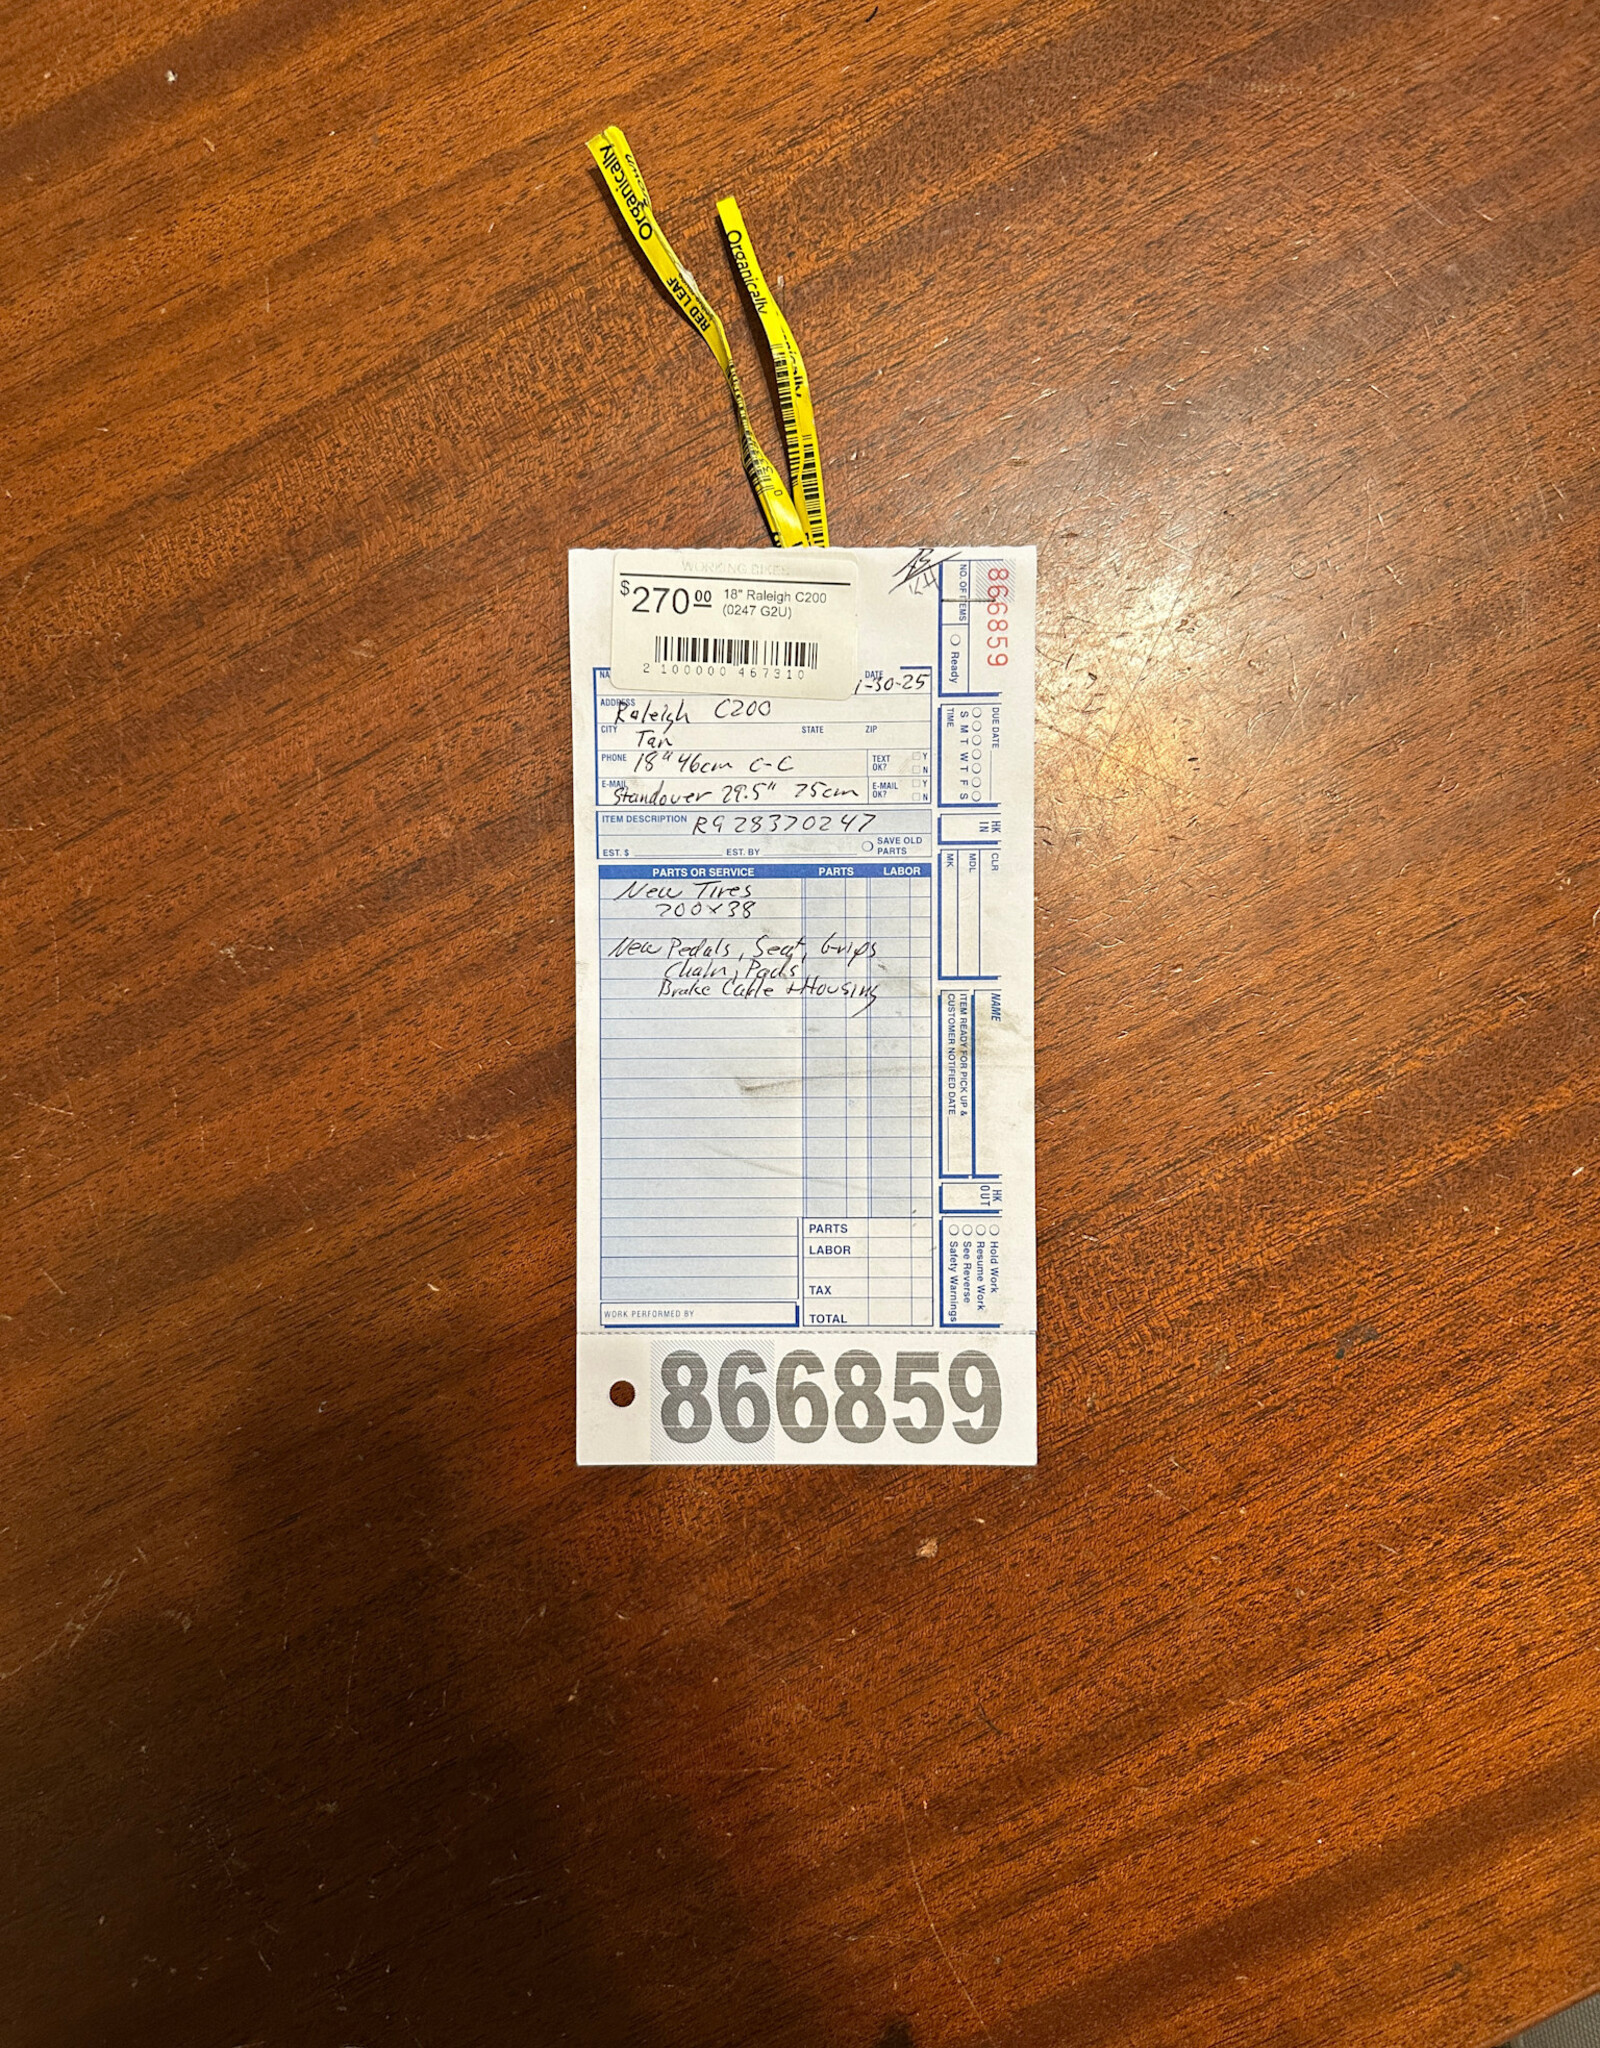 Organically
RED LEAF
Organically
WORKING BIKES
$270.00 18" Raleigh C200
(0247 G2U)
2 100000 467310
DATE
1-30-25
ADDRESS
Raleigh C200
CITY STATE ZIP
Tan
PHONE 18" 46cm C-C TEXT OK? Y N
E-MAIL Standover 29.5" 75cm E-MAIL OK? Y N
ITEM DESCRIPTION R928370247
EST. $ EST. BY SAVE OLD PARTS
PARTS OR SERVICE PARTS LABOR
New Tires
700x38
New Pedals, Seat, Grips
Chain, Pads
Brake Cable + Housing
PARTS
LABOR
TAX
TOTAL
WORK PERFORMED BY
866859
866859
NO. OF ITEMS
Ready
DUE DATE
S M T W T F S
TIME
HK IN
CLR
MDL
MK
NAME
ITEM READY FOR PICK UP &
CUSTOMER NOTIFIED DATE
HK OUT
Hold Work
Resume Work
See Reverse
Safety Warnings